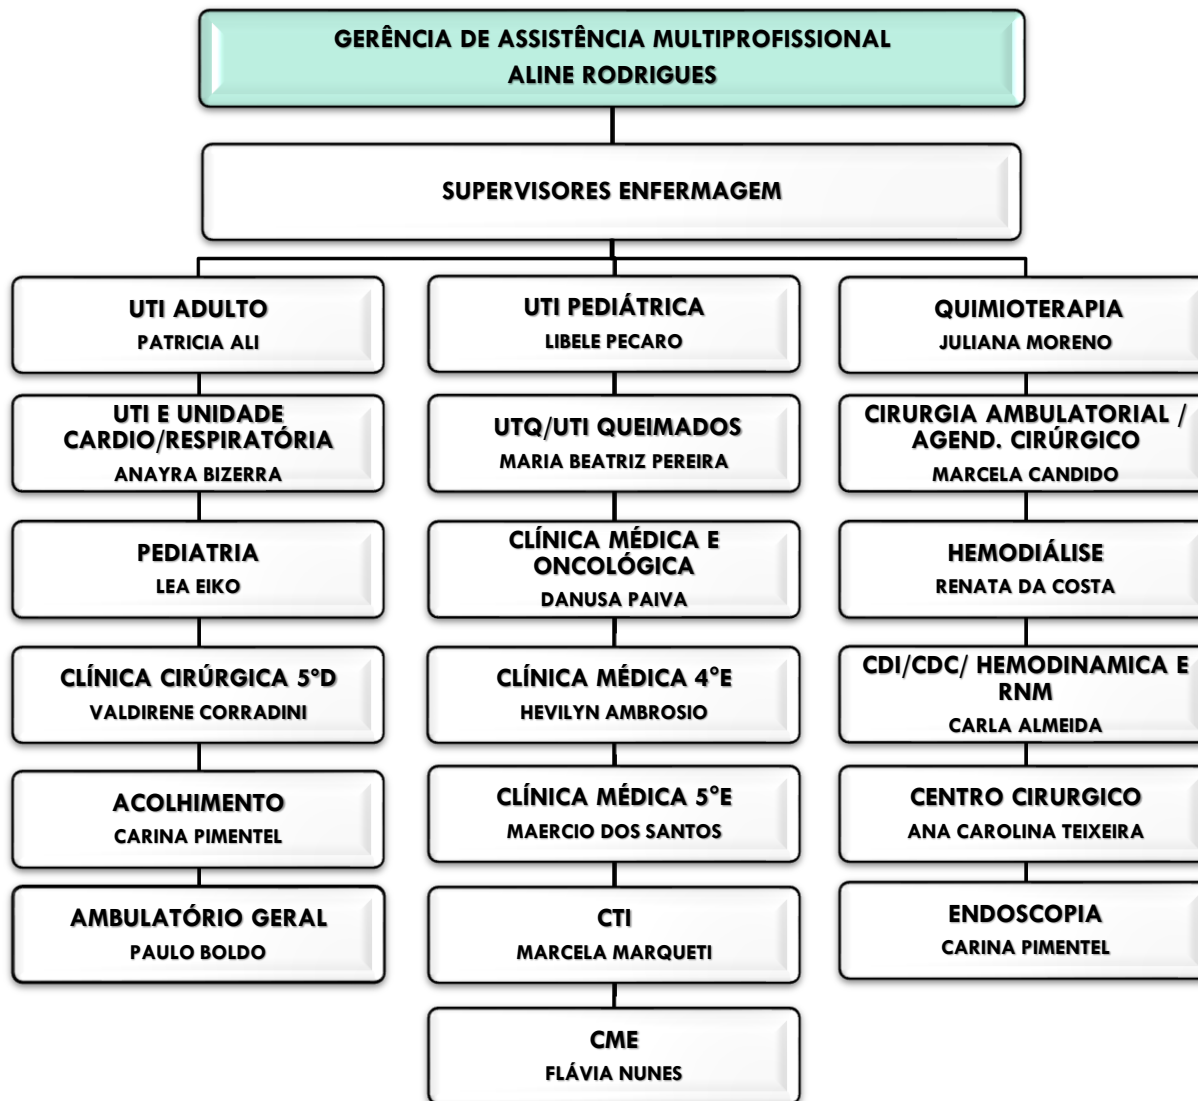 GERÊNCIA DE ASSISTÊNCIA MULTIPROFISSIONAL
ALINE RODRIGUES
SUPERVISORES ENFERMAGEM
UTI ADULTO
PATRICIA ALI
UTI E UNIDADE
CARDIO/RESPIRATÓRIA
ANAYRA BIZERRA
PEDIATRIA
LEA EIKO
CLÍNICA CIRÚRGICA 5ºD
VALDIRENE CORRADINI
ACOLHIMENTO
CARINA PIMENTEL
AMBULATÓRIO GERAL
PAULO BOLDO
UTI PEDIÁTRICA
LIBELE PECARO
UTQ/UTI QUEIMADOS
MARIA BEATRIZ PEREIRA
CLÍNICA MÉDICA E
ONCOLÓGICA
DANUSA PAIVA
CLÍNICA MÉDICA 4ºE
HEVILYN AMBROSIO
CLÍNICA MÉDICA 5ºE
MAERCIO DOS SANTOS
CTI
MARCELA MARQUETI
CME
FLÁVIA NUNES
QUIMIOTERAPIA
JULIANA MORENO
CIRURGIA AMBULATORIAL /
AGEND. CIRÚRGICO
MARCELA CANDIDO
HEMODIÁLISE
RENATA DA COSTA
CDI/CDC/ HEMODINAMICA E
RNM
CARLA ALMEIDA
CENTRO CIRURGICO
ANA CAROLINA TEIXEIRA
ENDOSCOPIA
CARINA PIMENTEL